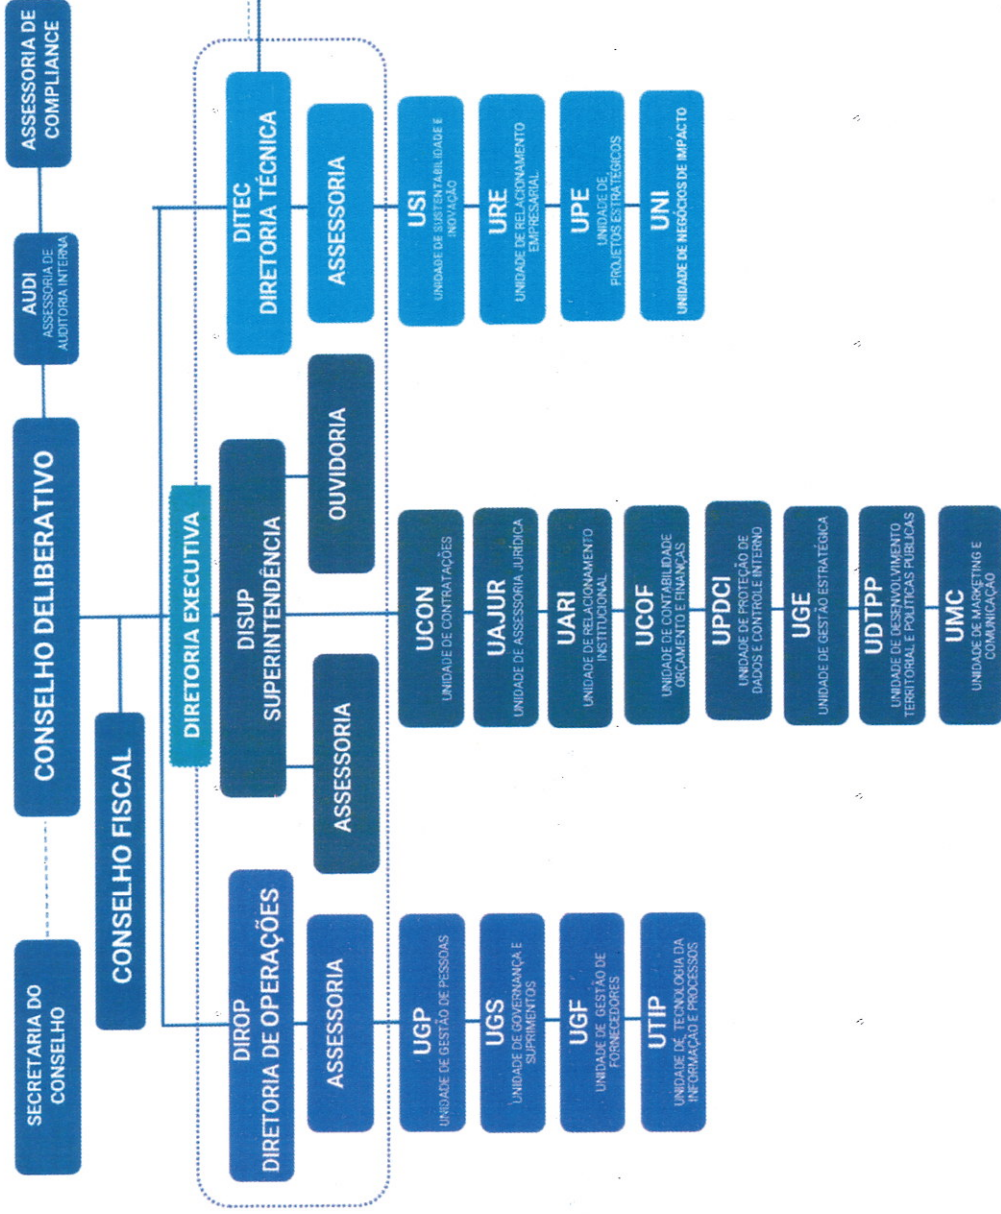 SECRETARIA DO
CONSELHO
CONSELHO DELIBERATIVO
AUDI
ASSESSORIA DE
AUDITORIA INTERNA
ASSESSORIA DE
COMPLIANCE
CONSELHO FISCAL
DIRETORIA EXECUTIVA
DIROP
DIRETORIA DE OPERAÇÕES
DISUP
SUPERINTENDÊNCIA
DITEC
DIRETORIA TÉCNICA
ASSESSORIA
ASSESSORIA
OUVIDORIA
ASSESSORIA
UGP
UNIDADE DE GESTÃO DE PESSOAS
UGS
UNIDADE DE GOVERNANÇA E
SUPRIMENTOS
UGF
UNIDADE DE GESTÃO DE
FORNECEDORES
UTIP
UNIDADE DE TECNOLOGIA DA
INFORMAÇÃO E PROCESSOS
UCON
UNIDADE DE CONTRATAÇÕES
UAJUR
UNIDADE DE ASSESSORIA JURÍDICA
UARI
UNIDADE DE RELACIONAMENTO
INSTITUCIONAL
UCOF
UNIDADE DE CONTABILIDADE
ORÇAMENTO E FINANÇAS
UPDCI
UNIDADE DE PROTEÇÃO DE
DADOS E CONTROLE INTERNO
UGE
UNIDADE DE GESTÃO ESTRATÉGICA
UDTPP
UNIDADE DE DESENVOLVIMENTO
TERRITORIAL E POLÍTICAS PÚBLICAS
UMC
UNIDADE DE MARKETING E
COMUNICAÇÃO
USI
UNIDADE DE SUSTENTABILIDADE E
INOVAÇÃO
URE
UNIDADE DE RELACIONAMENTO
EMPRESARIAL
UPE
UNIDADE DE
PROJETOS ESTRATÉGICOS
UNI
UNIDADE DE NEGÓCIOS DE IMPACTO